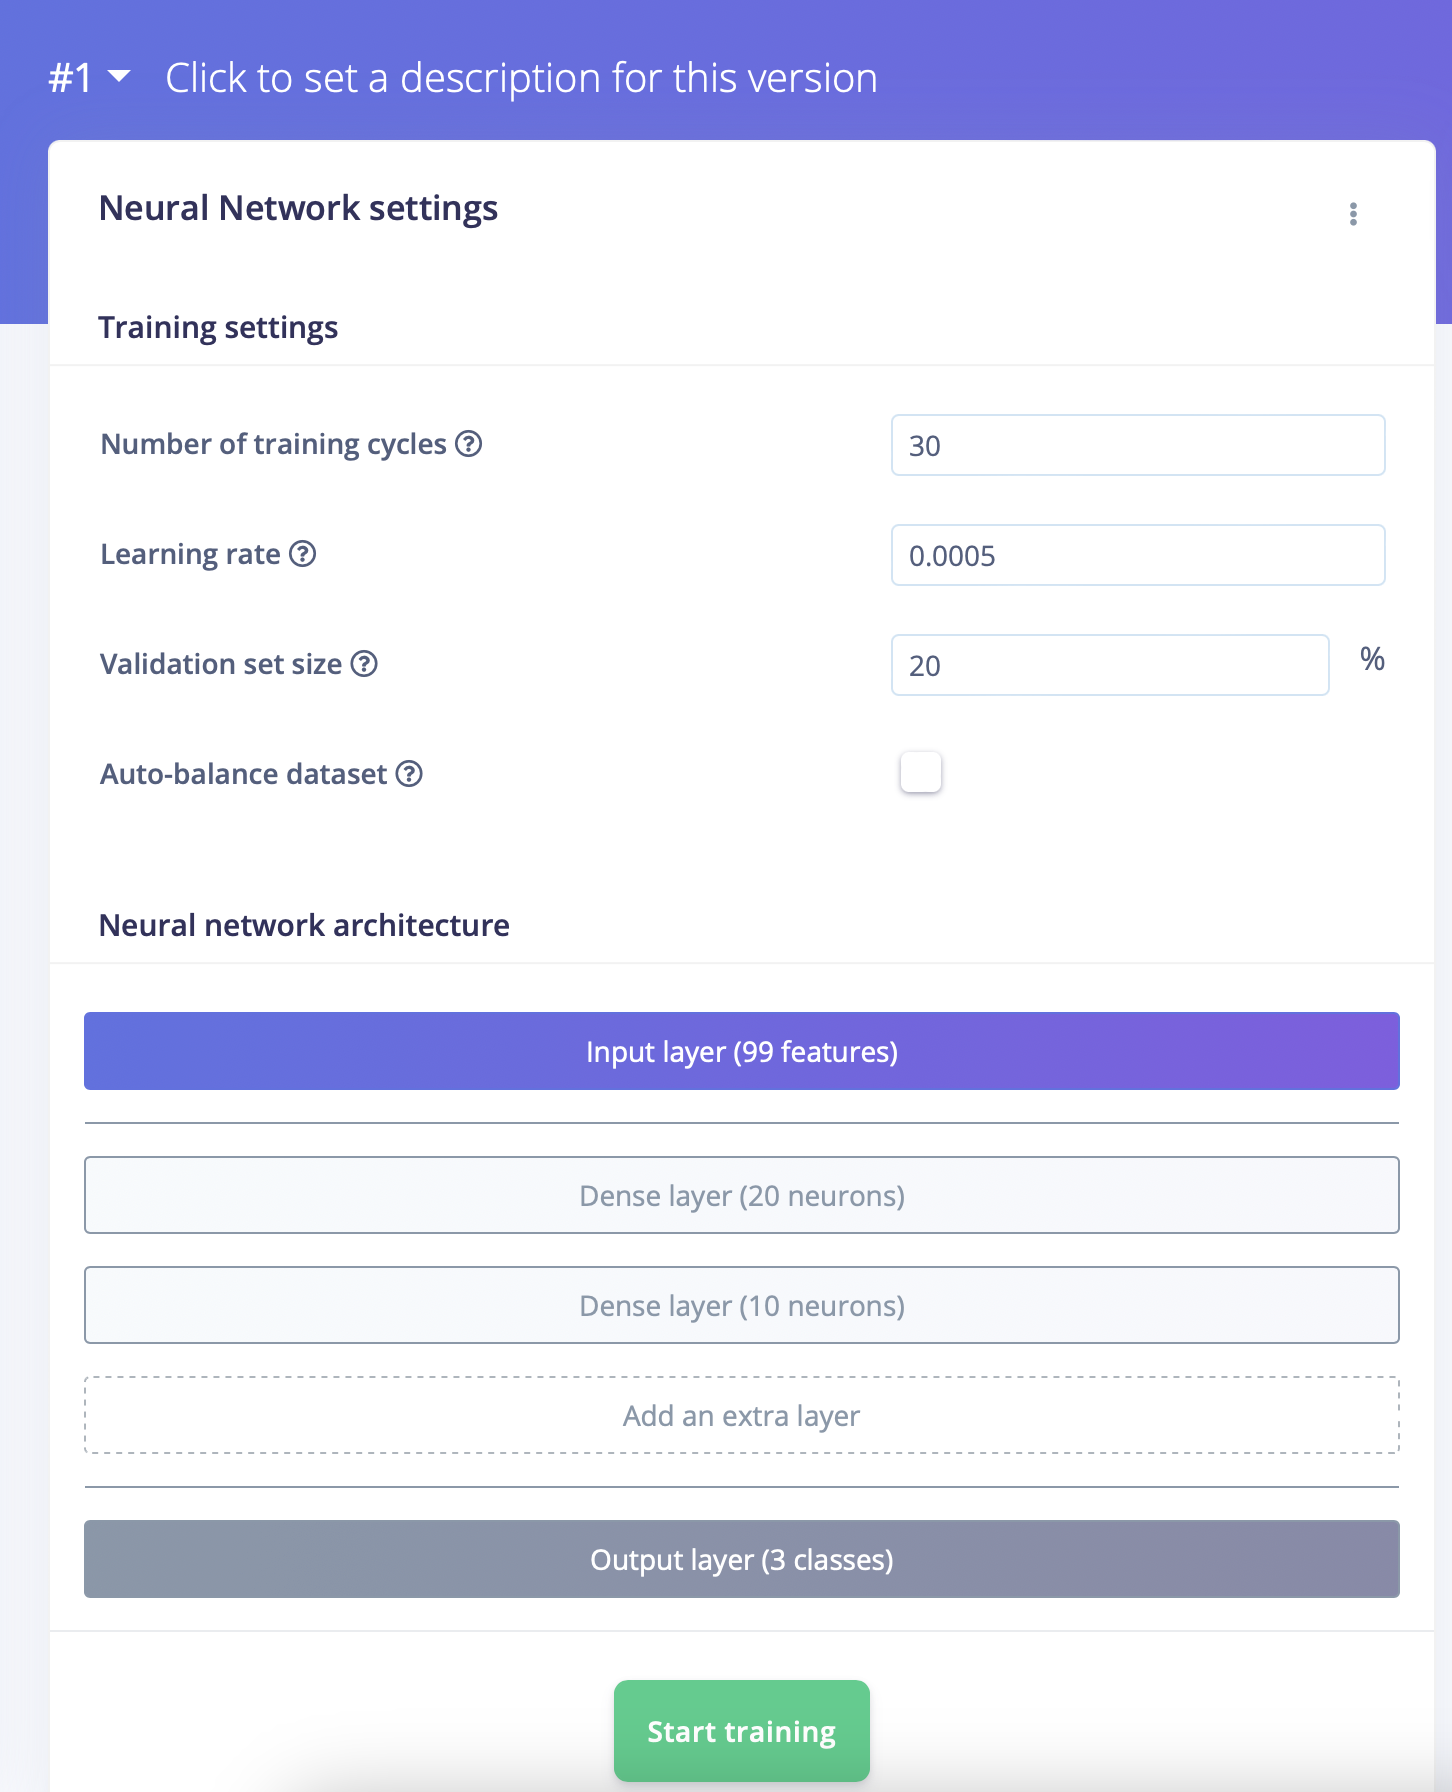 #1 Click to set a description for this version
Neural Network settings
Training settings
Number of training cycles 30
Learning rate 0.0005
Validation set size 20 %
Auto-balance dataset
Neural network architecture
Input layer (99 features)
Dense layer (20 neurons)
Dense layer (10 neurons)
Add an extra layer
Output layer (3 classes)
Start training